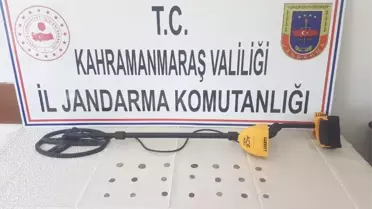 T.C.
KAHRAMANMARAŞ VALİLİĞİ
İL JANDARMA KOMUTANLIĞI